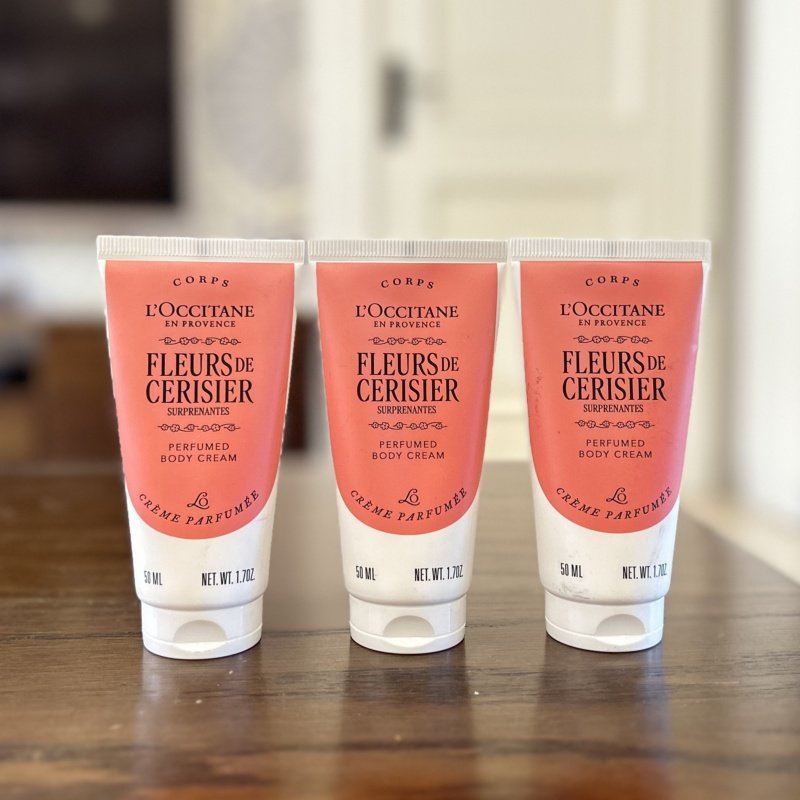 CORPS
L'OCCITANE
EN PROVENCE
FLEURS DE
CERISIER
SURPRENANTES
PERFUMED
BODY CREAM
LO
CRÈME PARFUMÉE
50 ML NET. WT. 1.7OZ.
CORPS
L'OCCITANE
EN PROVENCE
FLEURS DE
CERISIER
SURPRENANTES
PERFUMED
BODY CREAM
LO
CRÈME PARFUMÉE
50 ML NET. WT. 1.7OZ.
CORPS
L'OCCITANE
EN PROVENCE
FLEURS DE
CERISIER
SURPRENANTES
PERFUMED
BODY CREAM
LO
CRÈME PARFUMÉE
50 ML NET. WT. 1.7OZ.